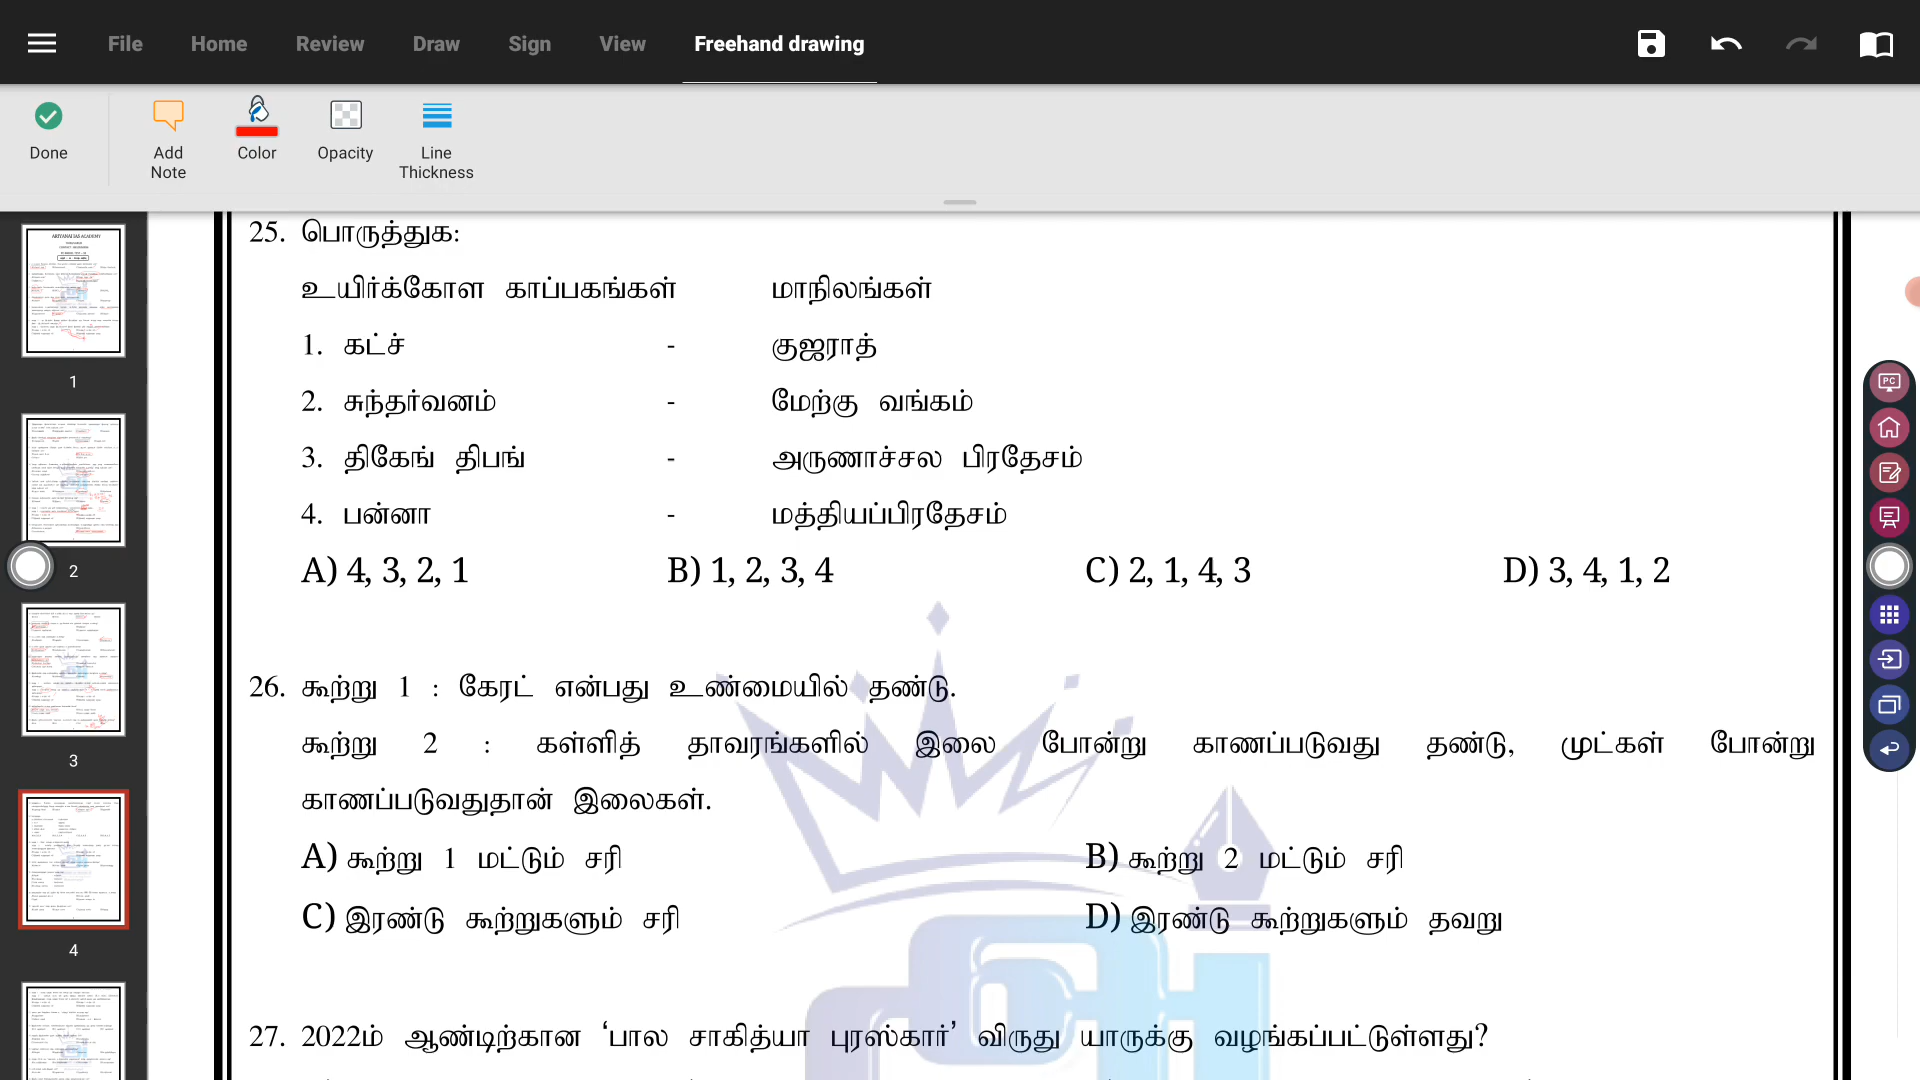 File Home Review Draw Sign View Freehand drawing
Done
Add Note
Color
Opacity
Line Thickness
1
2
3
4
PC
25. பொருத்துக:
உயிர்க்கோள காப்பகங்கள் மாநிலங்கள்
1. கட்ச் - குஜராத்
2. சுந்தர்வனம் - மேற்கு வங்கம்
3. திகேங் திபங் - அருணாச்சல பிரதேசம்
4. பன்னா - மத்தியப்பிரதேசம்
A) 4, 3, 2, 1 B) 1, 2, 3, 4 C) 2, 1, 4, 3 D) 3, 4, 1, 2
26. கூற்று 1 : கேரட் என்பது உண்மையில் தண்டு.
கூற்று 2 : கள்ளித் தாவரங்களில் இலை போன்று காணப்படுவது தண்டு, முட்கள் போன்று
காணப்படுவதுதான் இலைகள்.
A) கூற்று 1 மட்டும் சரி B) கூற்று 2 மட்டும் சரி
C) இரண்டு கூற்றுகளும் சரி D) இரண்டு கூற்றுகளும் தவறு
27. 2022ம் ஆண்டிற்கான ‘பால சாகித்யா புரஸ்கார்’ விருது யாருக்கு வழங்கப்பட்டுள்ளது?